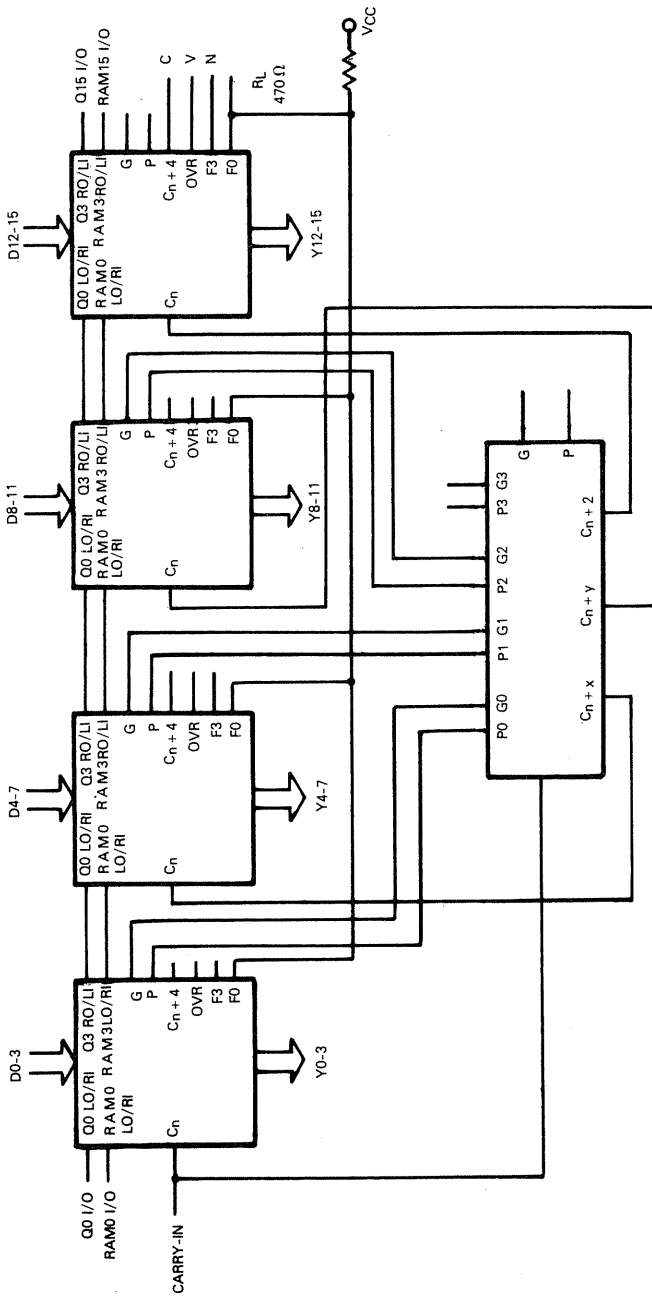 D0-3
D4-7
D8-11
D12-15
Q0 I/O
RAM0 I/O
CARRY-IN
Q0 LO/RI Q3 RO/LI
RAM0 RAM3LO/RI
LO/RI
G
P
Cn + 4
OVR
F3
F0
Cn
Y0-3
Q0 LO/RI Q3 RO/LI
RAM0 RAM3RO/LI
LO/RI
G
P
Cn + 4
OVR
F3
F0
Cn
Y4-7
Q0 LO/RI Q3 RO/LI
RAM0 RAM3RO/LI
LO/RI
G
P
Cn + 4
OVR
F3
F0
Cn
Y8-11
Q0 LO/RI Q3 RO/LI
RAM0 RAM3RO/LI
LO/RI
G
P
Cn + 4
OVR
F3
F0
Cn
Y12-15
Q15 I/O
RAM15 I/O
C
V
N
RL
470 Ω
VCC
P0 G0 P1 G1 P2 G2 P3 G3
G
P
Cn + x Cn + y Cn + 2